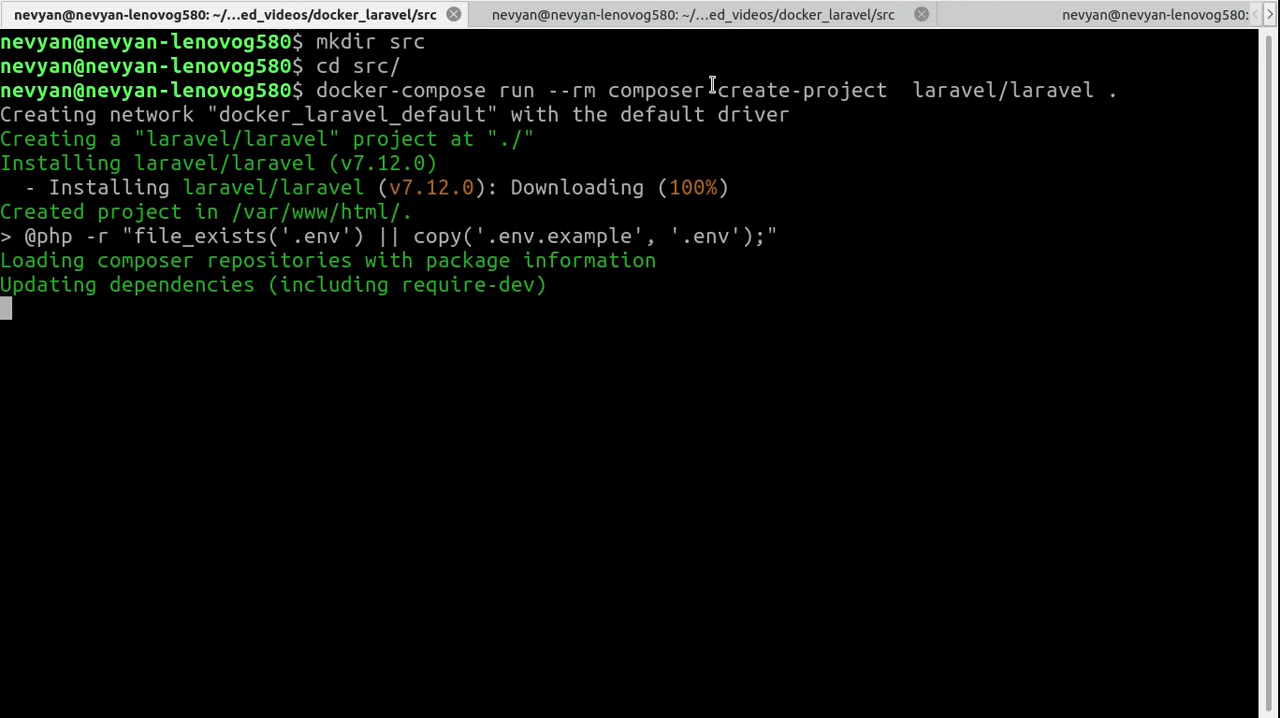 nevyan@nevyan-lenovog580: ~/...ed_videos/docker_laravel/src nevyan@nevyan-lenovog580: ~/...ed_videos/docker_laravel/src nevyan@nevyan-lenovog580:
nevyan@nevyan-lenovog580$ mkdir src
nevyan@nevyan-lenovog580$ cd src/
nevyan@nevyan-lenovog580$ docker-compose run --rm composer create-project  laravel/laravel .
Creating network "docker_laravel_default" with the default driver
Creating a "laravel/laravel" project at "./"
Installing laravel/laravel (v7.12.0)
  - Installing laravel/laravel (v7.12.0): Downloading (100%)
Created project in /var/www/html/.
> @php -r "file_exists('.env') || copy('.env.example', '.env');"
Loading composer repositories with package information
Updating dependencies (including require-dev)